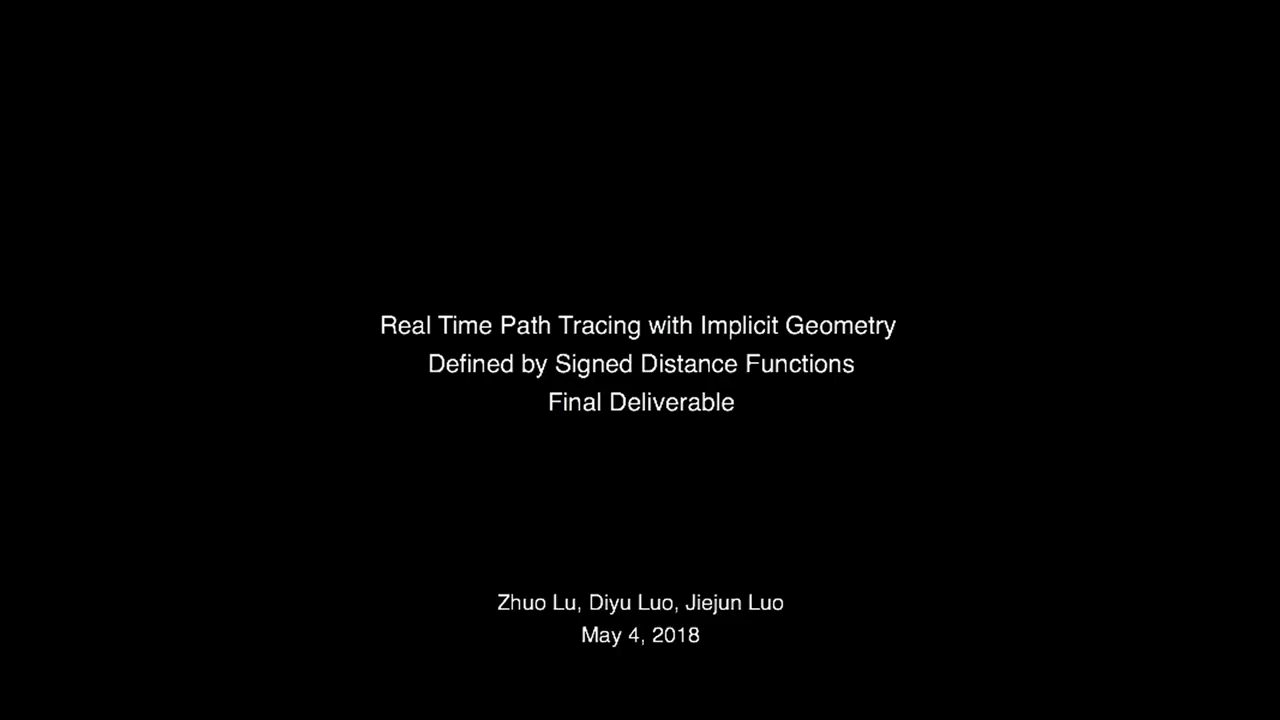 Real Time Path Tracing with Implicit Geometry
Defined by Signed Distance Functions
Final Deliverable
Zhuo Lu, Diyu Luo, Jiejun Luo
May 4, 2018